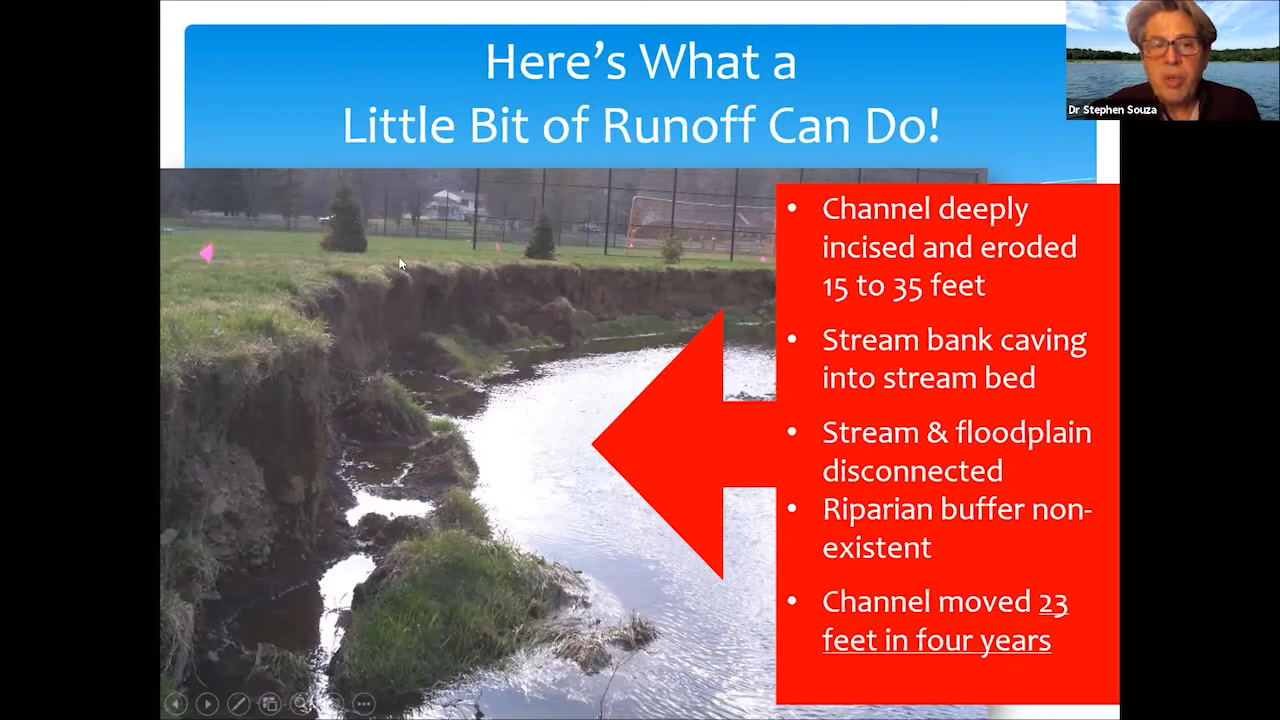 Here's What a
Little Bit of Runoff Can Do!
Dr Stephen Souza
• Channel deeply
incised and eroded
15 to 35 feet
• Stream bank caving
into stream bed
• Stream & floodplain
disconnected
• Riparian buffer non-
existent
• Channel moved 23
feet in four years